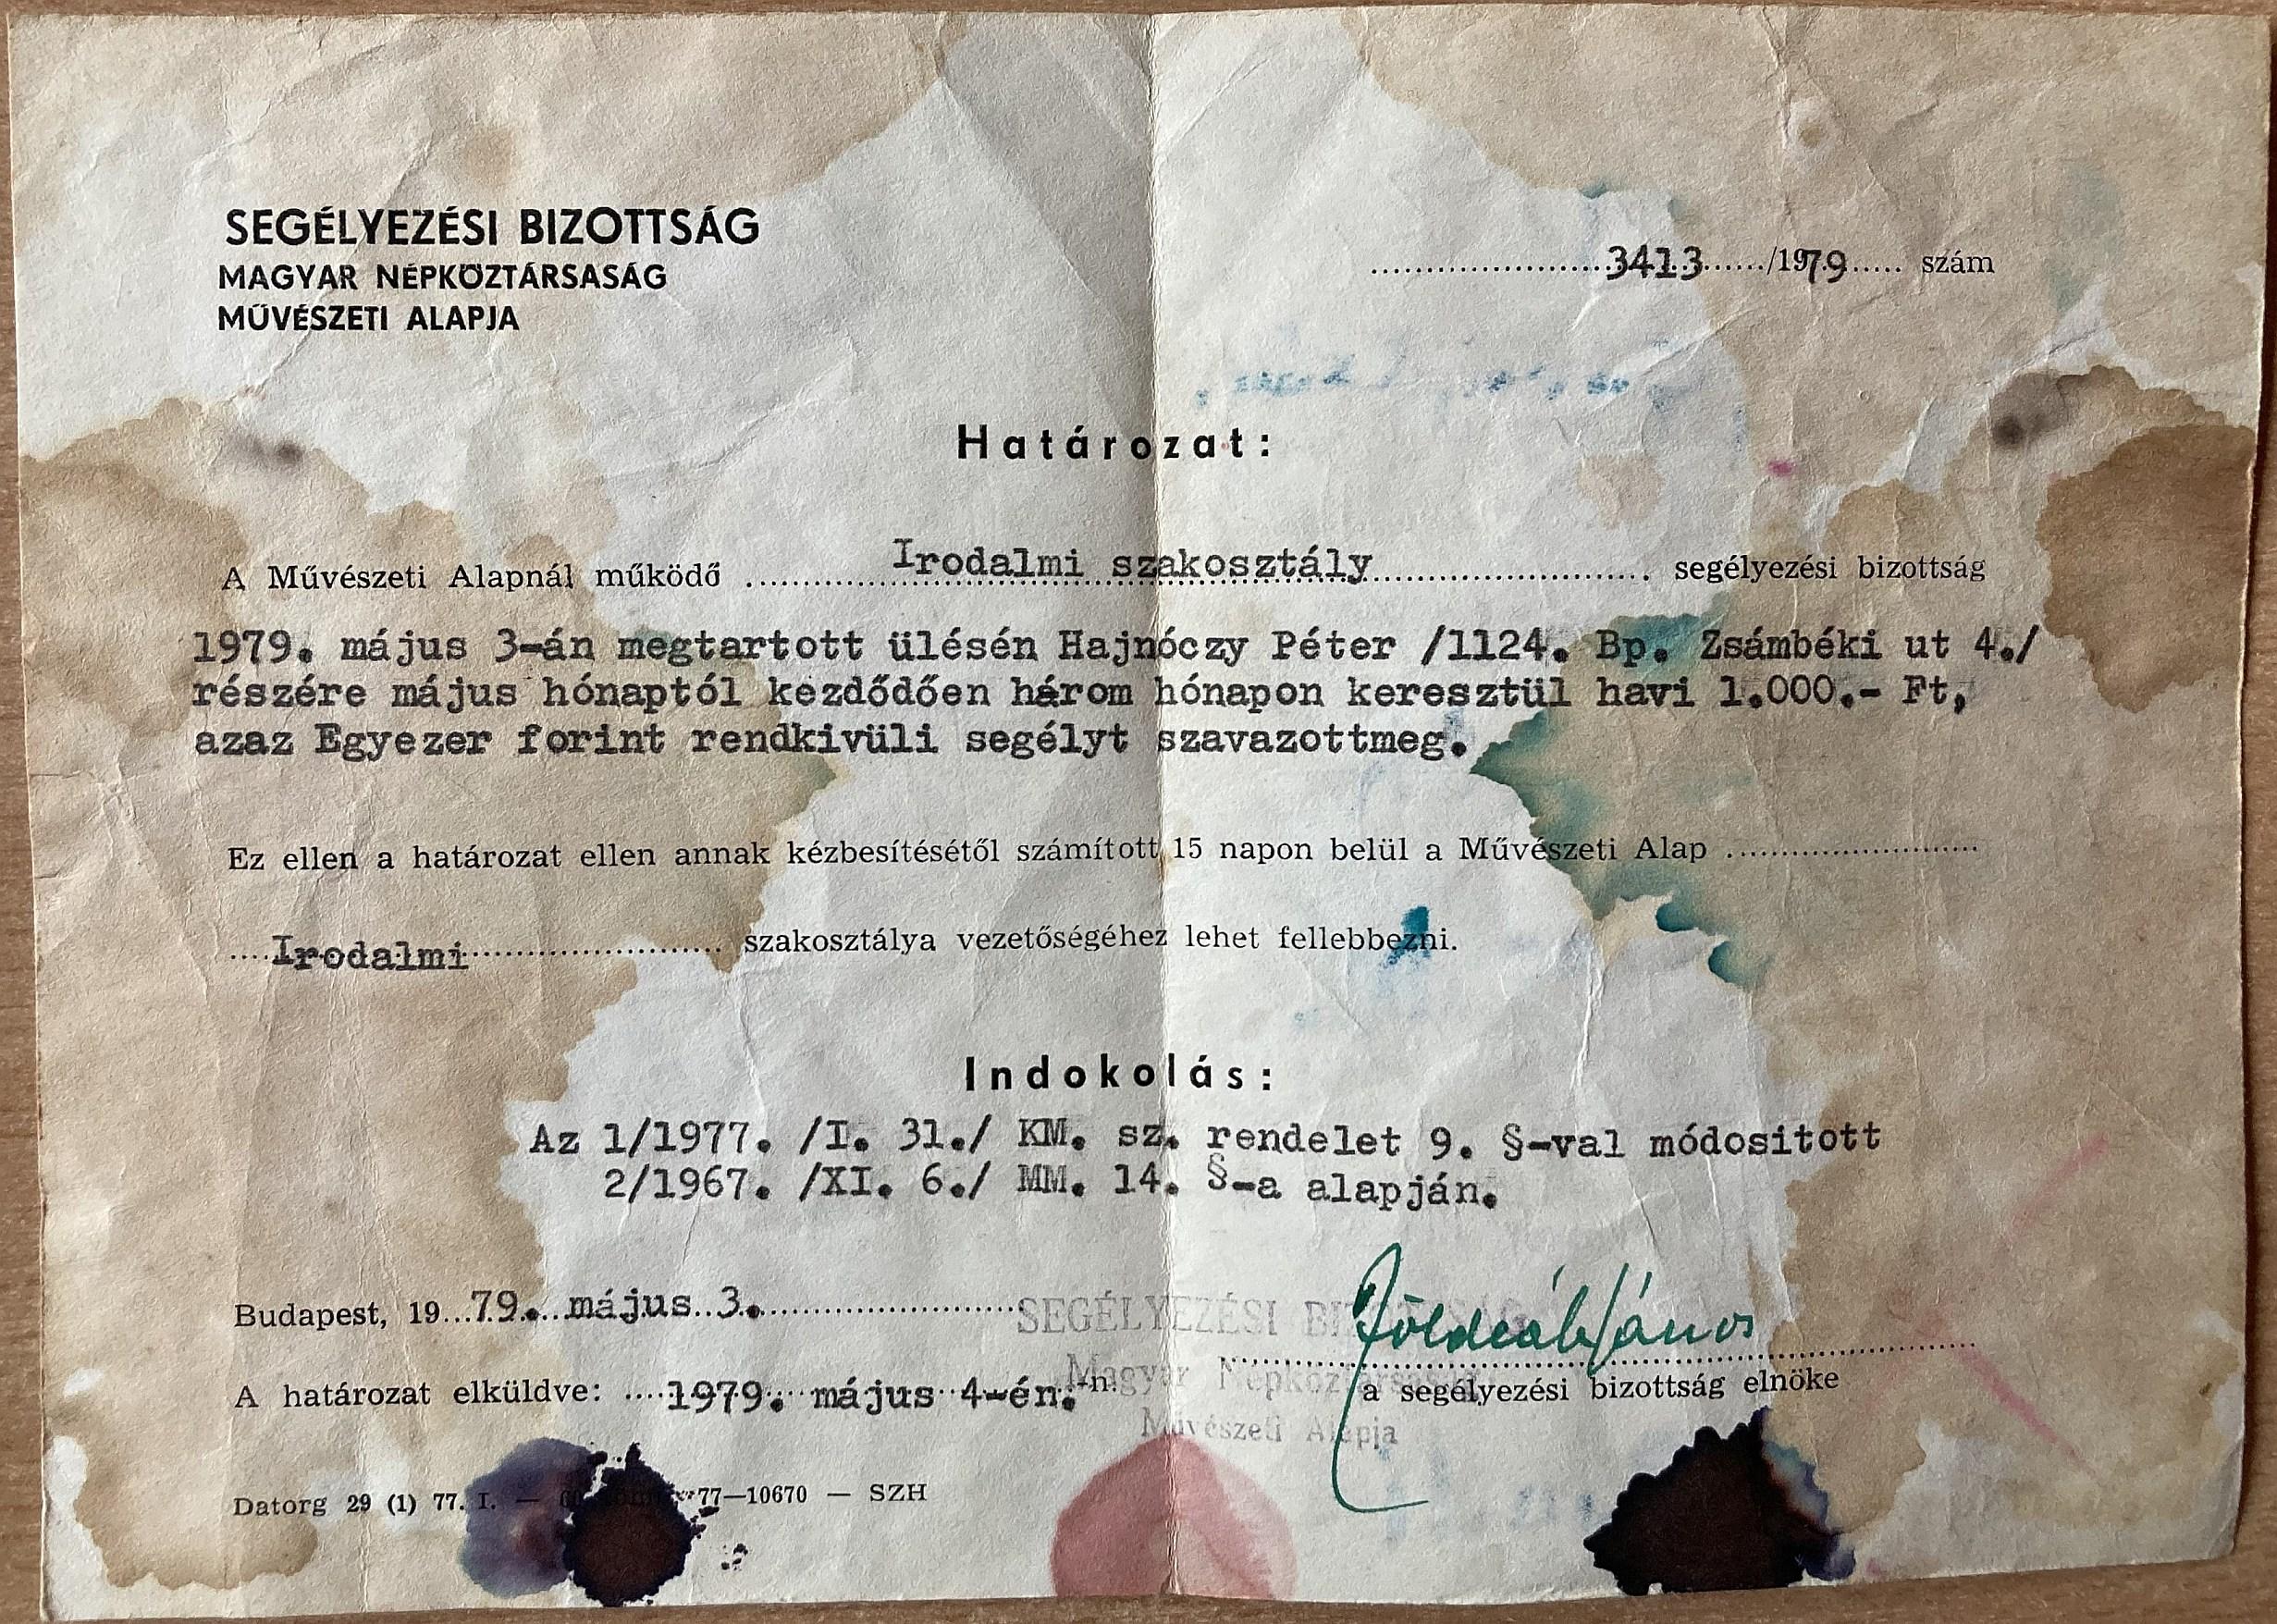 SEGÉLYEZÉSI BIZOTTSÁG
MAGYAR NÉPKÖZTÁRSASÁG
MŰVÉSZETI ALAPJA
3413 /1979 szám
Határozat:
A Művészeti Alapnál működő Irodalmi szakosztály segélyezési bizottság
1979. május 3-án megtartott ülésén Hajnóczy Péter /1124. Bp. Zsámbéki ut 4./
részére május hónaptól kezdődően három hónapon keresztül havi 1.000.- Ft,
azaz Egyezer forint rendkivüli segélyt szavazottmeg.
Ez ellen a határozat ellen annak kézbesítésétől számított 15 napon belül a Művészeti Alap
Irodalmi szakosztálya vezetőségéhez lehet fellebbezni.
Indokolás:
Az 1/1977. /I. 31./ KM. sz. rendelet 9. §-val módositott
2/1967. /XI. 6./ MM. 14. §-a alapján.
Budapest, 1979. május 3.
SEGÉLYEZÉSI BIZOTTSÁG
Magyar Népköztársaság
Művészeti Alapja
Földeák János
A határozat elküldve: 1979. május 4-én. -n.
a segélyezési bizottság elnöke
Datorg 29 (1) 77. I. — 77—10670 — SZH